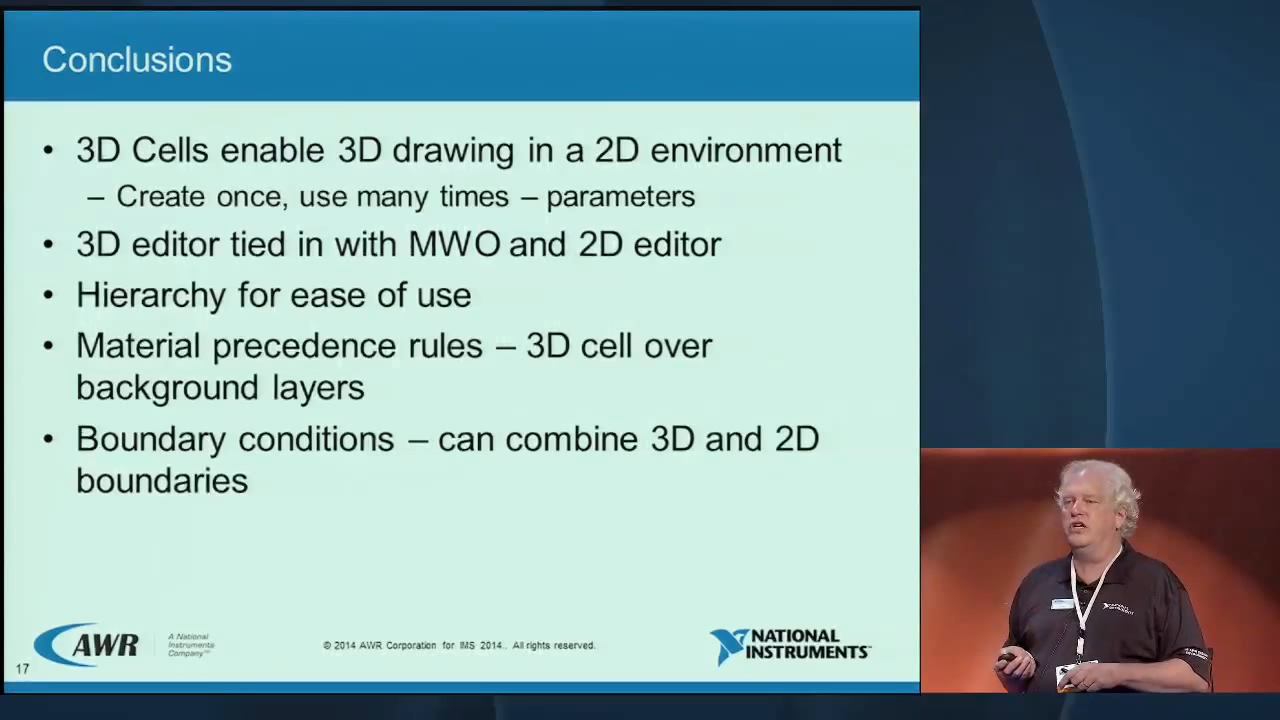 Conclusions
• 3D Cells enable 3D drawing in a 2D environment
– Create once, use many times – parameters
• 3D editor tied in with MWO and 2D editor
• Hierarchy for ease of use
• Material precedence rules – 3D cell over
background layers
• Boundary conditions – can combine 3D and 2D
boundaries
AWR
A National
Instruments
Company™
© 2014 AWR Corporation for IMS 2014.. All rights reserved.
NATIONAL
INSTRUMENTS™
17